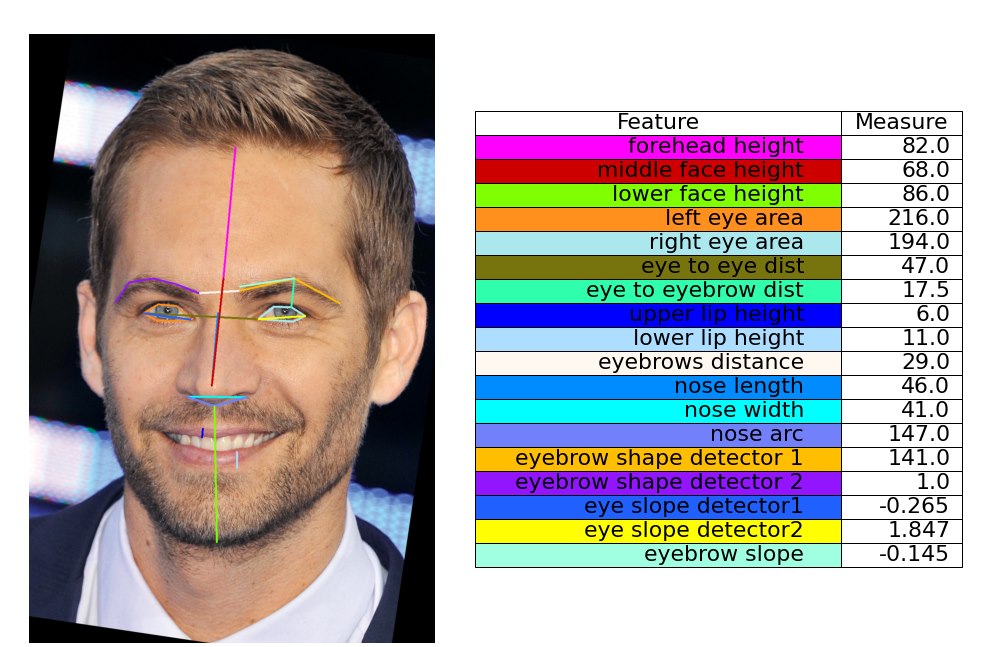 Feature Measure
forehead height 82.0
middle face height 68.0
lower face height 86.0
left eye area 216.0
right eye area 194.0
eye to eye dist 47.0
eye to eyebrow dist 17.5
upper lip height 6.0
lower lip height 11.0
eyebrows distance 29.0
nose length 46.0
nose width 41.0
nose arc 147.0
eyebrow shape detector 1 141.0
eyebrow shape detector 2 1.0
eye slope detector1 -0.265
eye slope detector2 1.847
eyebrow slope -0.145